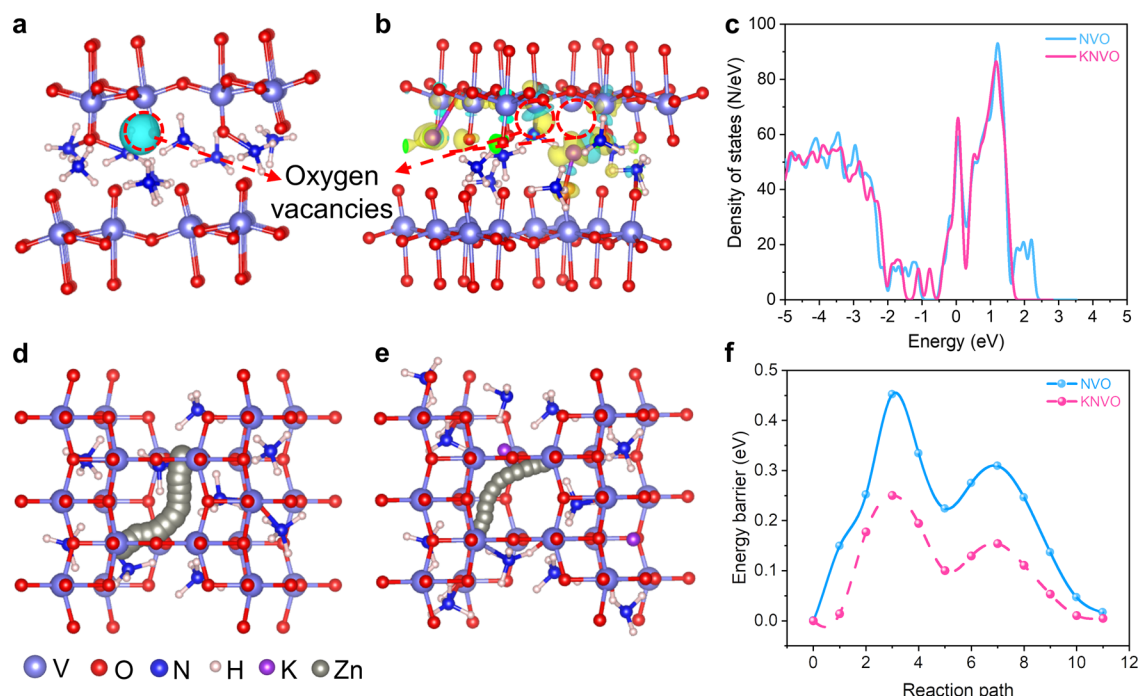 a
b
c
Oxygen
vacancies
Density of states (N/eV)
100
80
60
40
20
0
NVO
KNVO
-5 -4 -3 -2 -1 0 1 2 3 4 5
Energy (eV)
d
e
f
Energy barrier (eV)
0.5
0.4
0.3
0.2
0.1
0.0
NVO
KNVO
0 2 4 6 8 10 12
Reaction path
V O N H K Zn